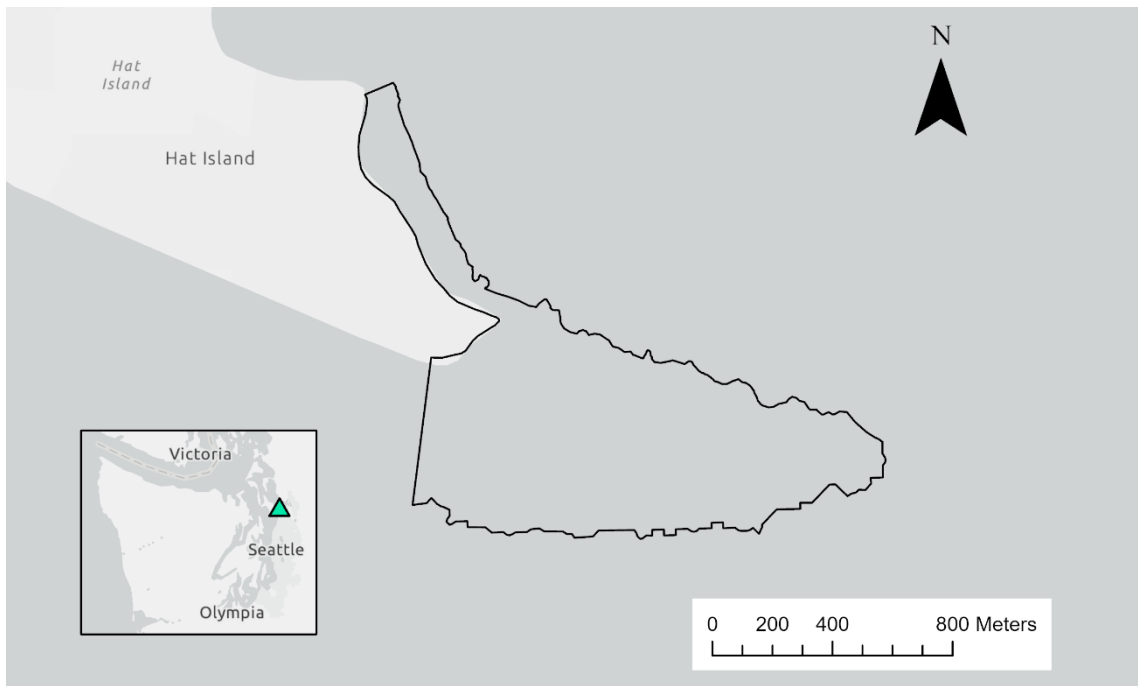 Hat
Island
Hat Island
N
Victoria
Seattle
Olympia
0 200 400 800 Meters